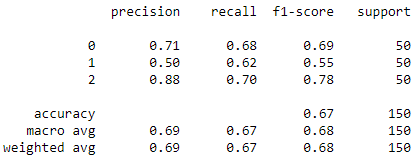 precision recall f1-score support
0 0.71 0.68 0.69 50
1 0.50 0.62 0.55 50
2 0.88 0.70 0.78 50
accuracy 0.67 150
macro avg 0.69 0.67 0.68 150
weighted avg 0.69 0.67 0.68 150